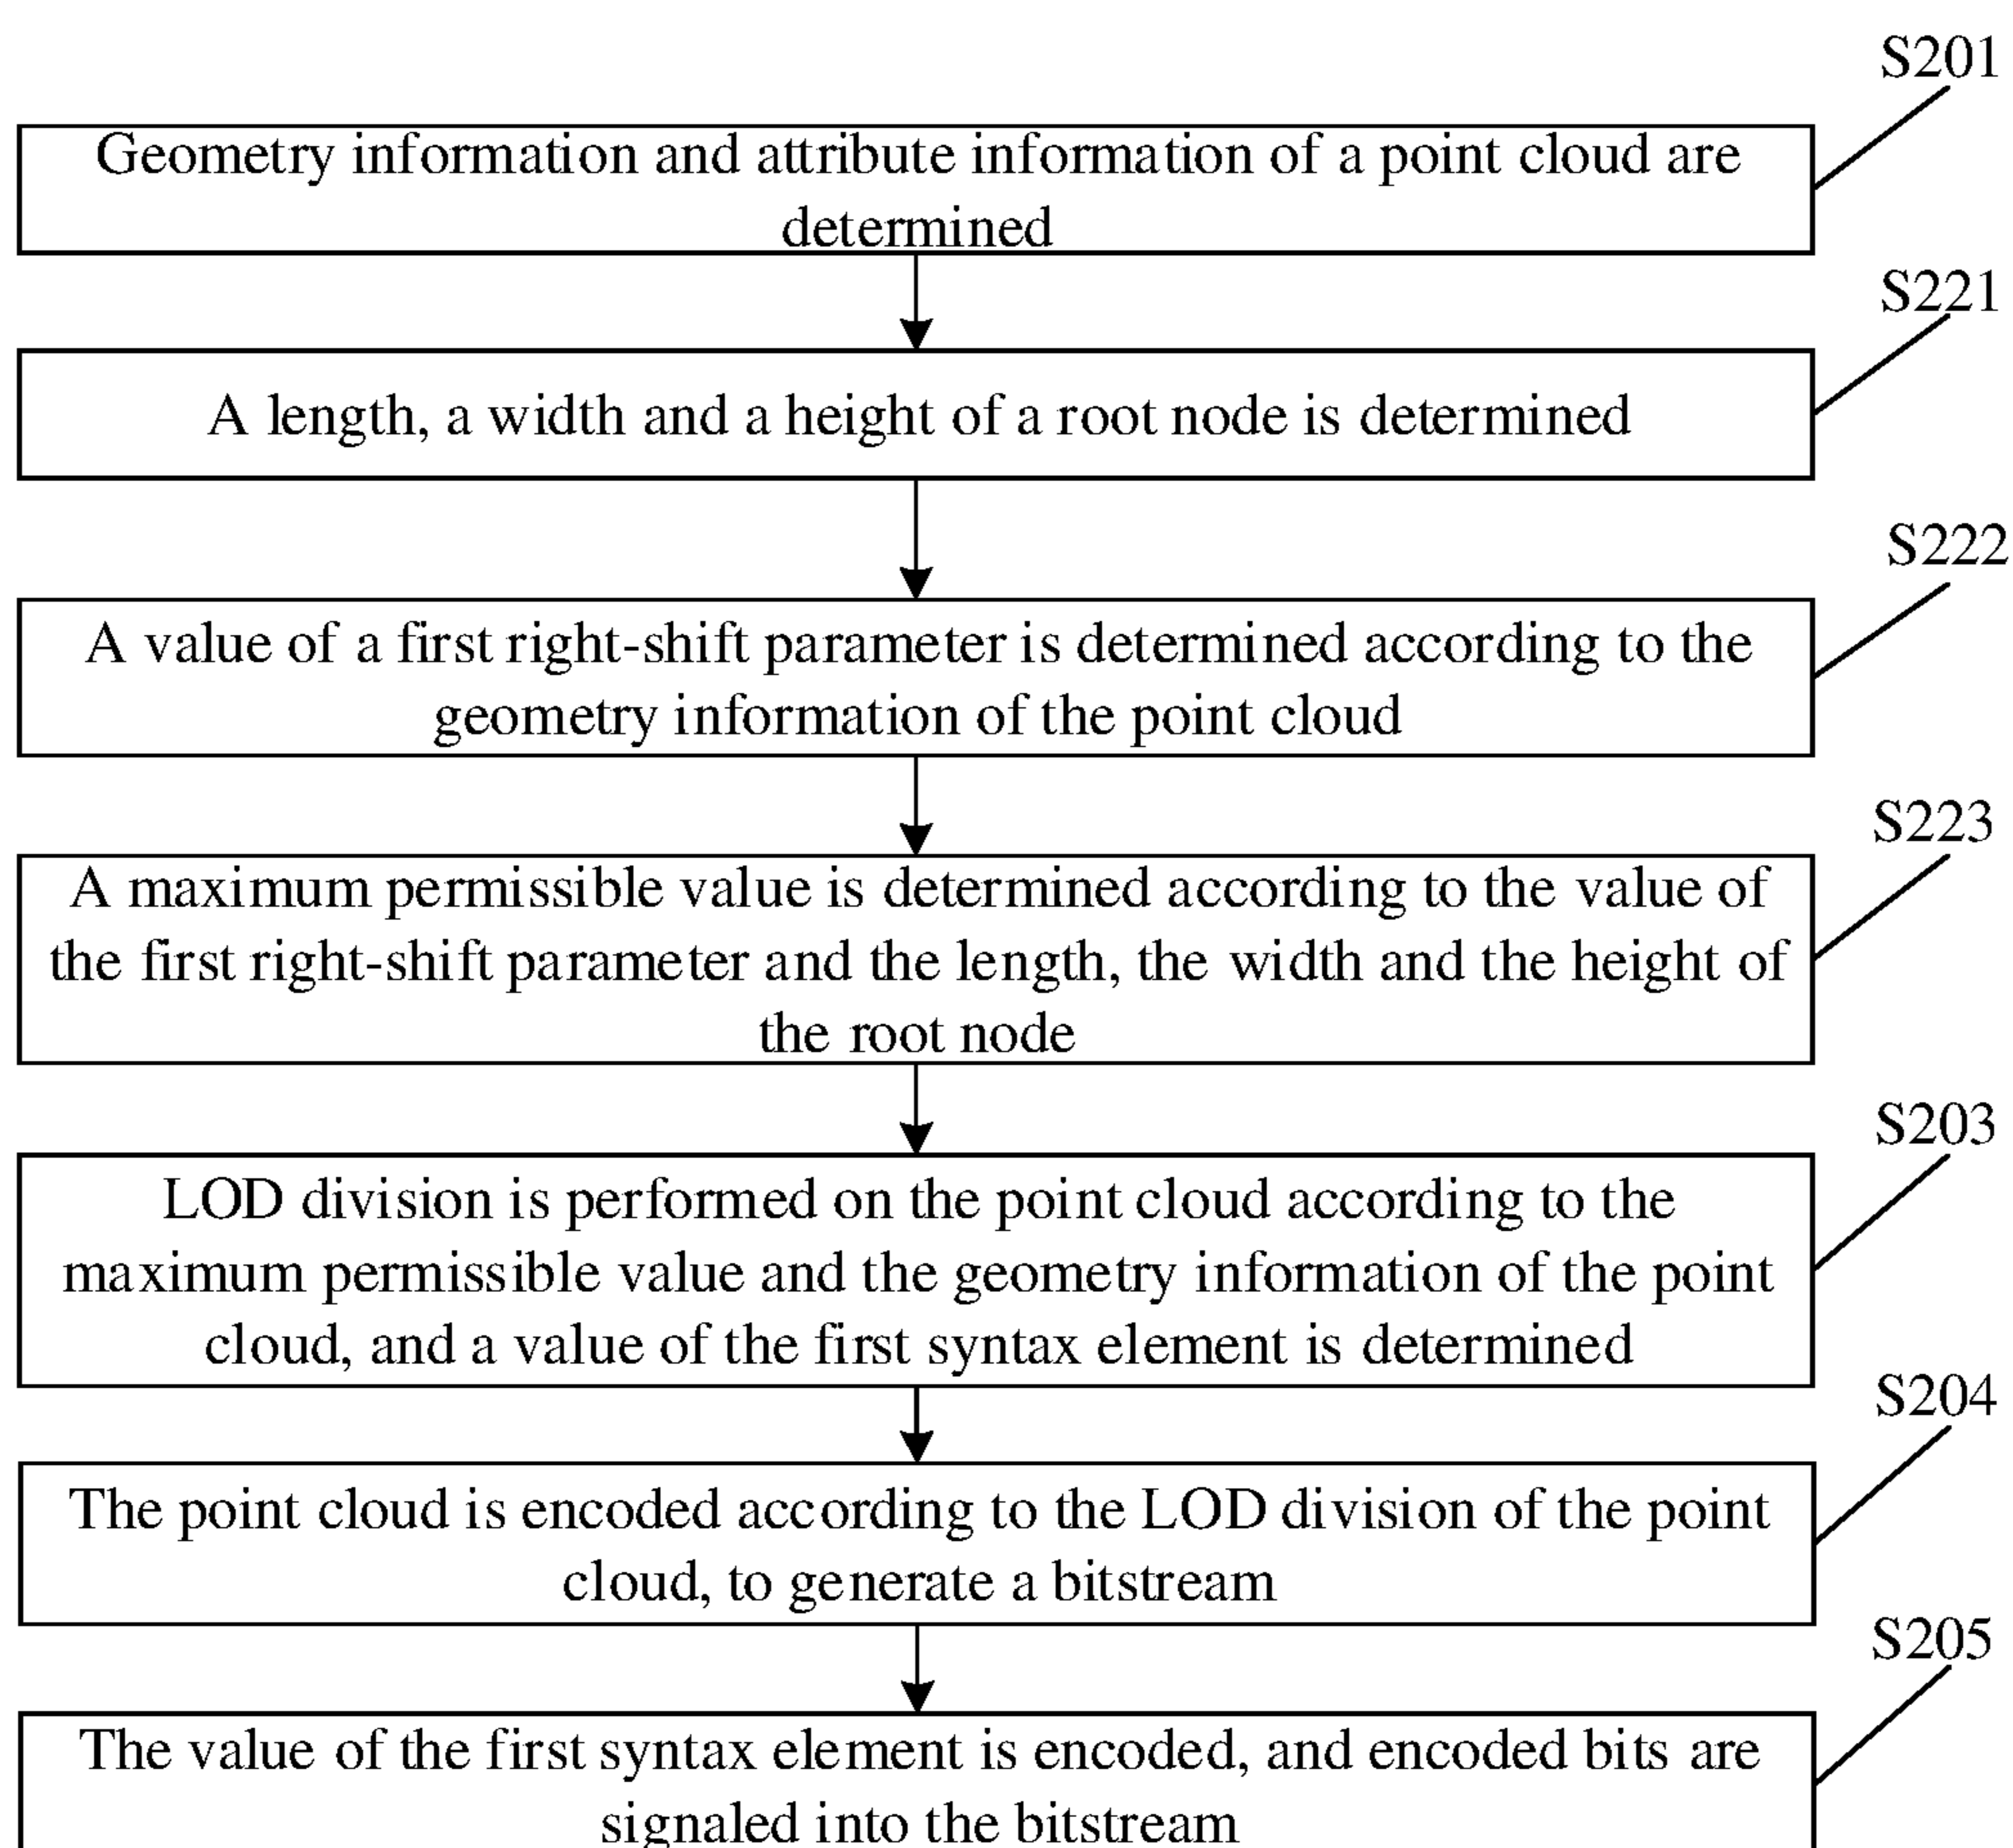 S201
Geometry information and attribute information of a point cloud are
determined
S221
A length, a width and a height of a root node is determined
S222
A value of a first right-shift parameter is determined according to the
geometry information of the point cloud
S223
A maximum permissible value is determined according to the value of
the first right-shift parameter and the length, the width and the height of
the root node
S203
LOD division is performed on the point cloud according to the
maximum permissible value and the geometry information of the point
cloud, and a value of the first syntax element is determined
S204
The point cloud is encoded according to the LOD division of the point
cloud, to generate a bitstream
S205
The value of the first syntax element is encoded, and encoded bits are
signaled into the bitstream